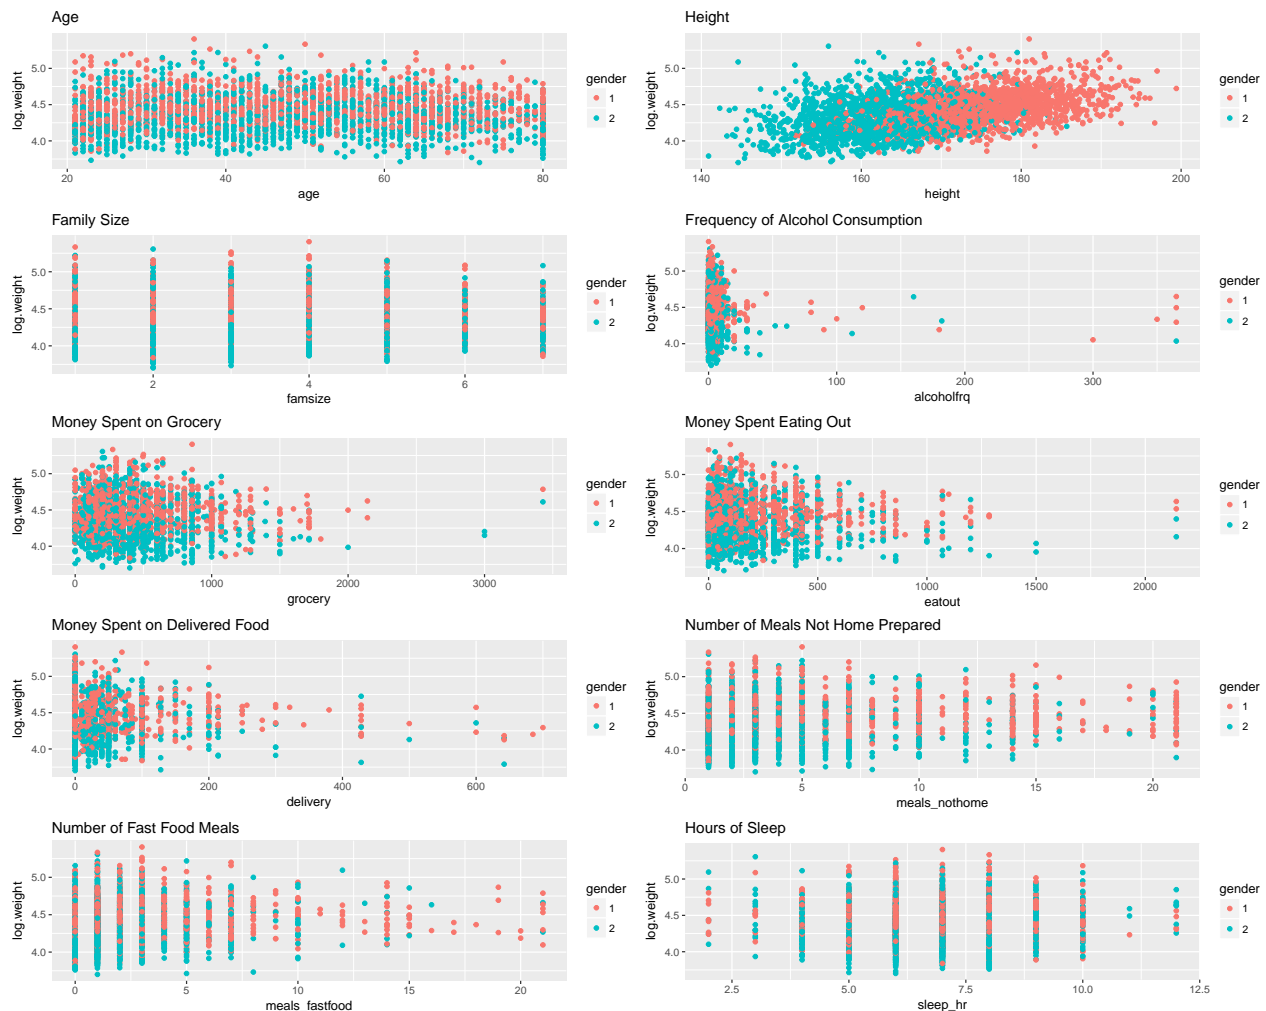 Age
5.0
4.5
4.0
log.weight
20 40 60 80
age
gender
1
2
Height
5.0
4.5
4.0
log.weight
140 160 180 200
height
gender
1
2
Family Size
5.0
4.5
4.0
log.weight
2 4 6
famsize
gender
1
2
Frequency of Alcohol Consumption
5.0
4.5
4.0
log.weight
0 100 200 300
alcoholfrq
gender
1
2
Money Spent on Grocery
5.0
4.5
4.0
log.weight
0 1000 2000 3000
grocery
gender
1
2
Money Spent Eating Out
5.0
4.5
4.0
log.weight
0 500 1000 1500 2000
eatout
gender
1
2
Money Spent on Delivered Food
5.0
4.5
4.0
log.weight
0 200 400 600
delivery
gender
1
2
Number of Meals Not Home Prepared
5.0
4.5
4.0
log.weight
0 5 10 15 20
meals_nothome
gender
1
2
Number of Fast Food Meals
5.0
4.5
4.0
log.weight
0 5 10 15 20
meals_fastfood
gender
1
2
Hours of Sleep
5.0
4.5
4.0
log.weight
2.5 5.0 7.5 10.0 12.5
sleep_hr
gender
1
2